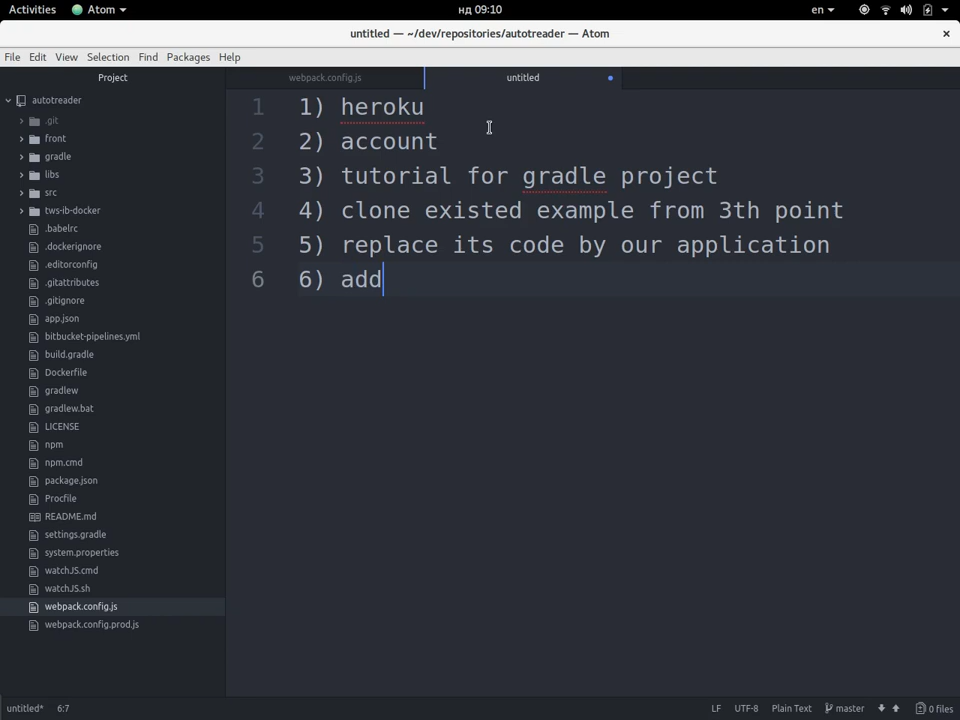 Activities Atom нд 09:10 en
untitled — ~/dev/repositories/autotreader — Atom
File Edit View Selection Find Packages Help
Project webpack.config.js untitled
autotreader
.git
front
gradle
libs
src
tws-ib-docker
.babelrc
.dockerignore
.editorconfig
.gitattributes
.gitignore
app.json
bitbucket-pipelines.yml
build.gradle
Dockerfile
gradlew
gradlew.bat
LICENSE
npm
npm.cmd
package.json
Procfile
README.md
settings.gradle
system.properties
watchJS.cmd
watchJS.sh
webpack.config.js
webpack.config.prod.js
1 1) heroku
2 2) account
3 3) tutorial for gradle project
4 4) clone existed example from 3th point
5 5) replace its code by our application
6 6) add
untitled* 6:7 LF UTF-8 Plain Text master 0 files